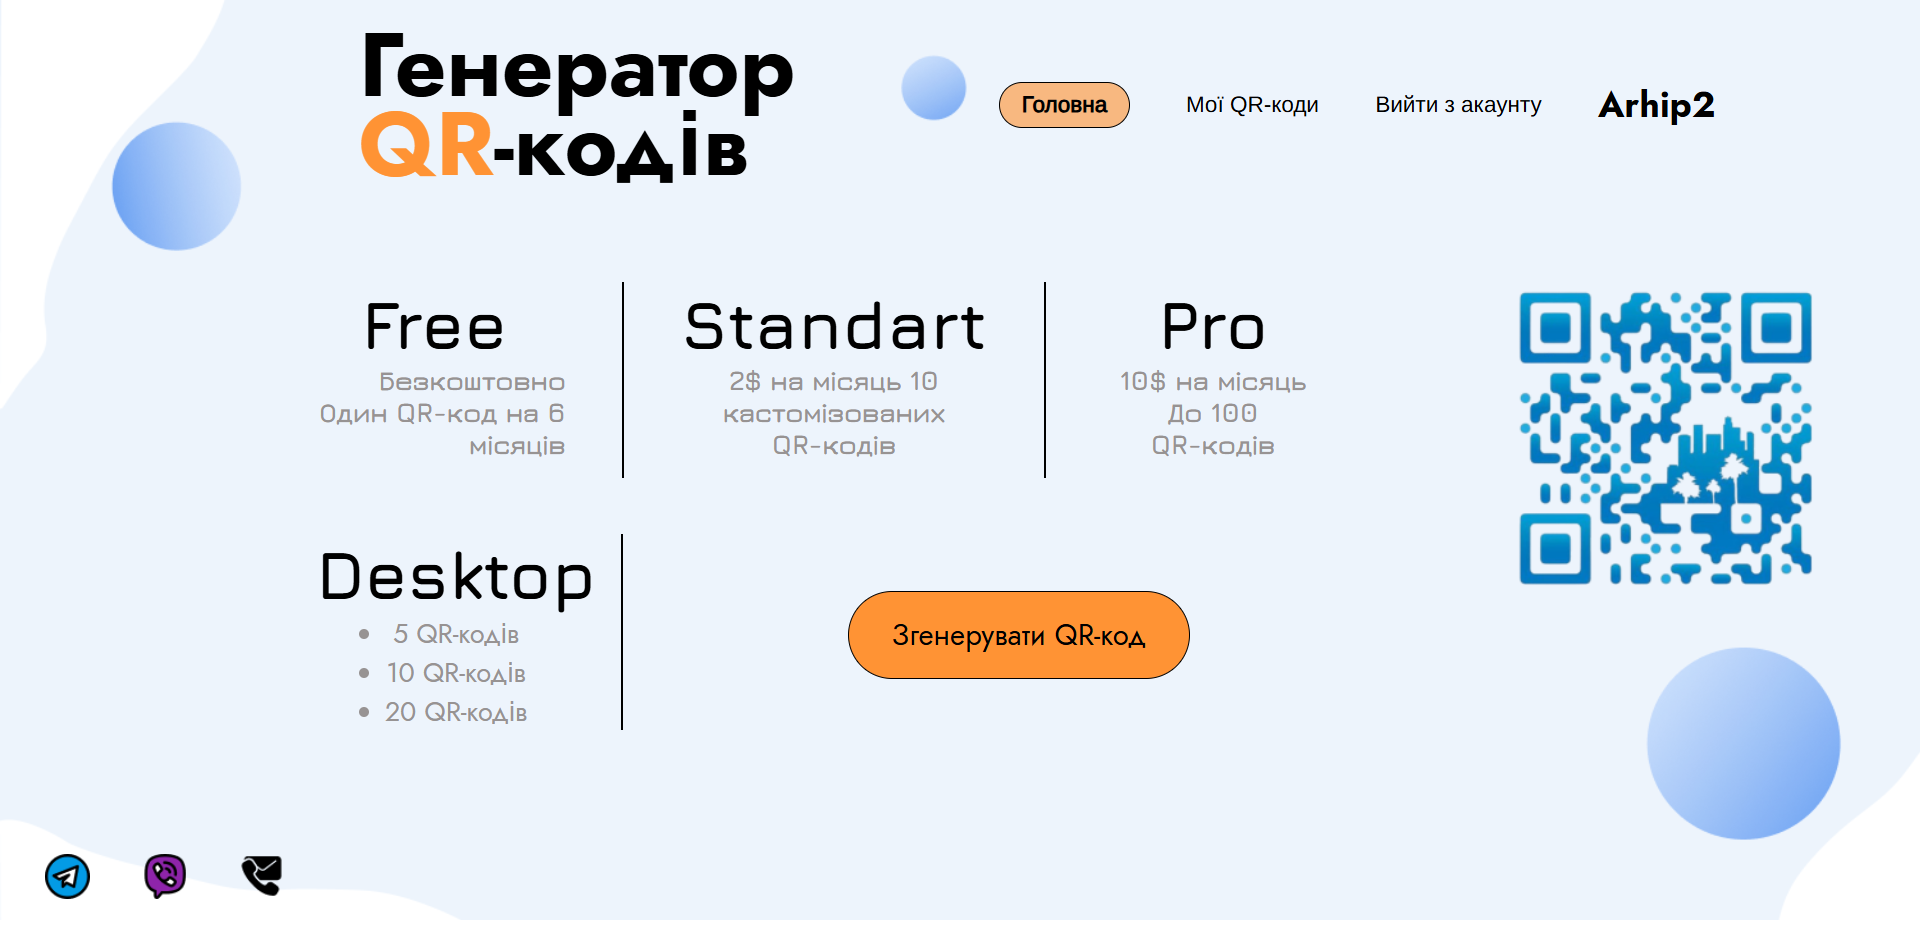 Генератор
QR-кодів
Головна
Мої QR-коди
Вийти з акаунту
Arhip2
Free
Безкоштовно
Один QR-код на 6
місяців
Standart
2$ на місяць 10
кастомізованих
QR-кодів
Pro
10$ на місяць
До 100
QR-кодів
Desktop
5 QR-кодів
10 QR-кодів
20 QR-кодів
Згенерувати QR-код